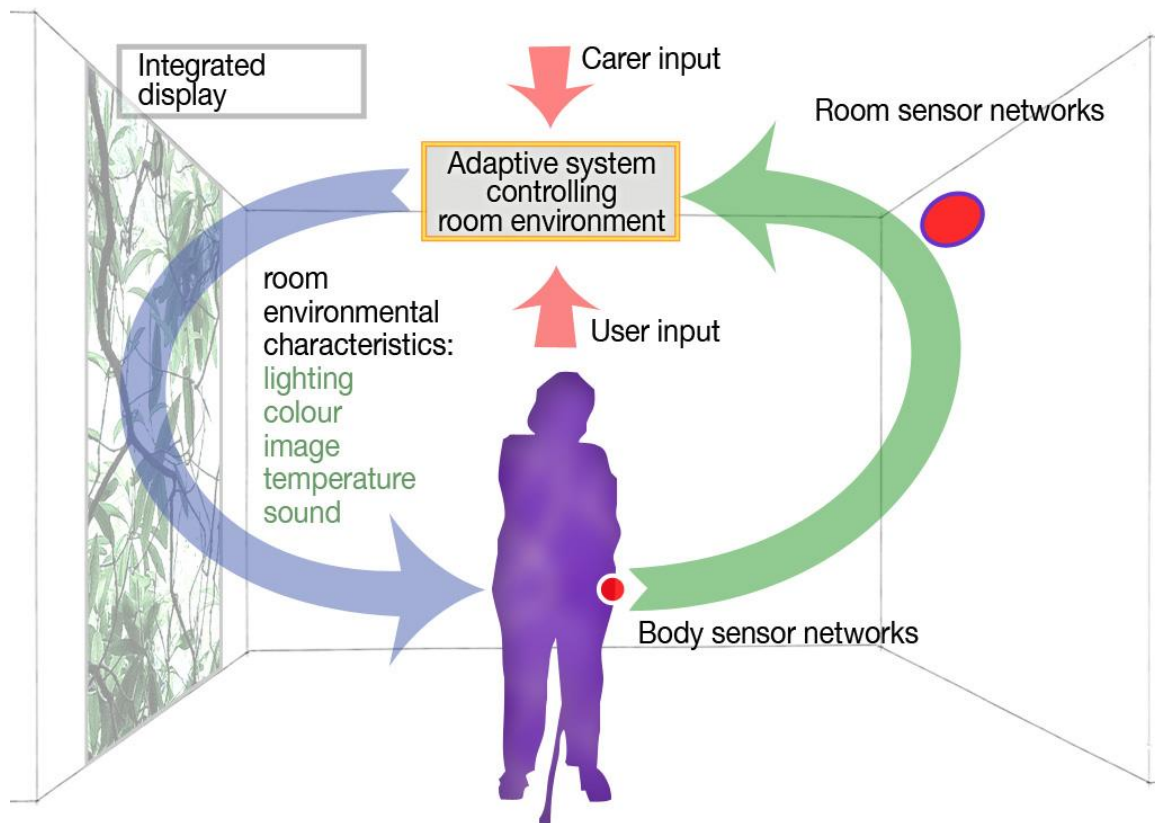 Integrated
display
Carer input
Room sensor networks
Adaptive system
controlling
room environment
room
environmental
characteristics:
lighting
colour
image
temperature
sound
User input
Body sensor networks